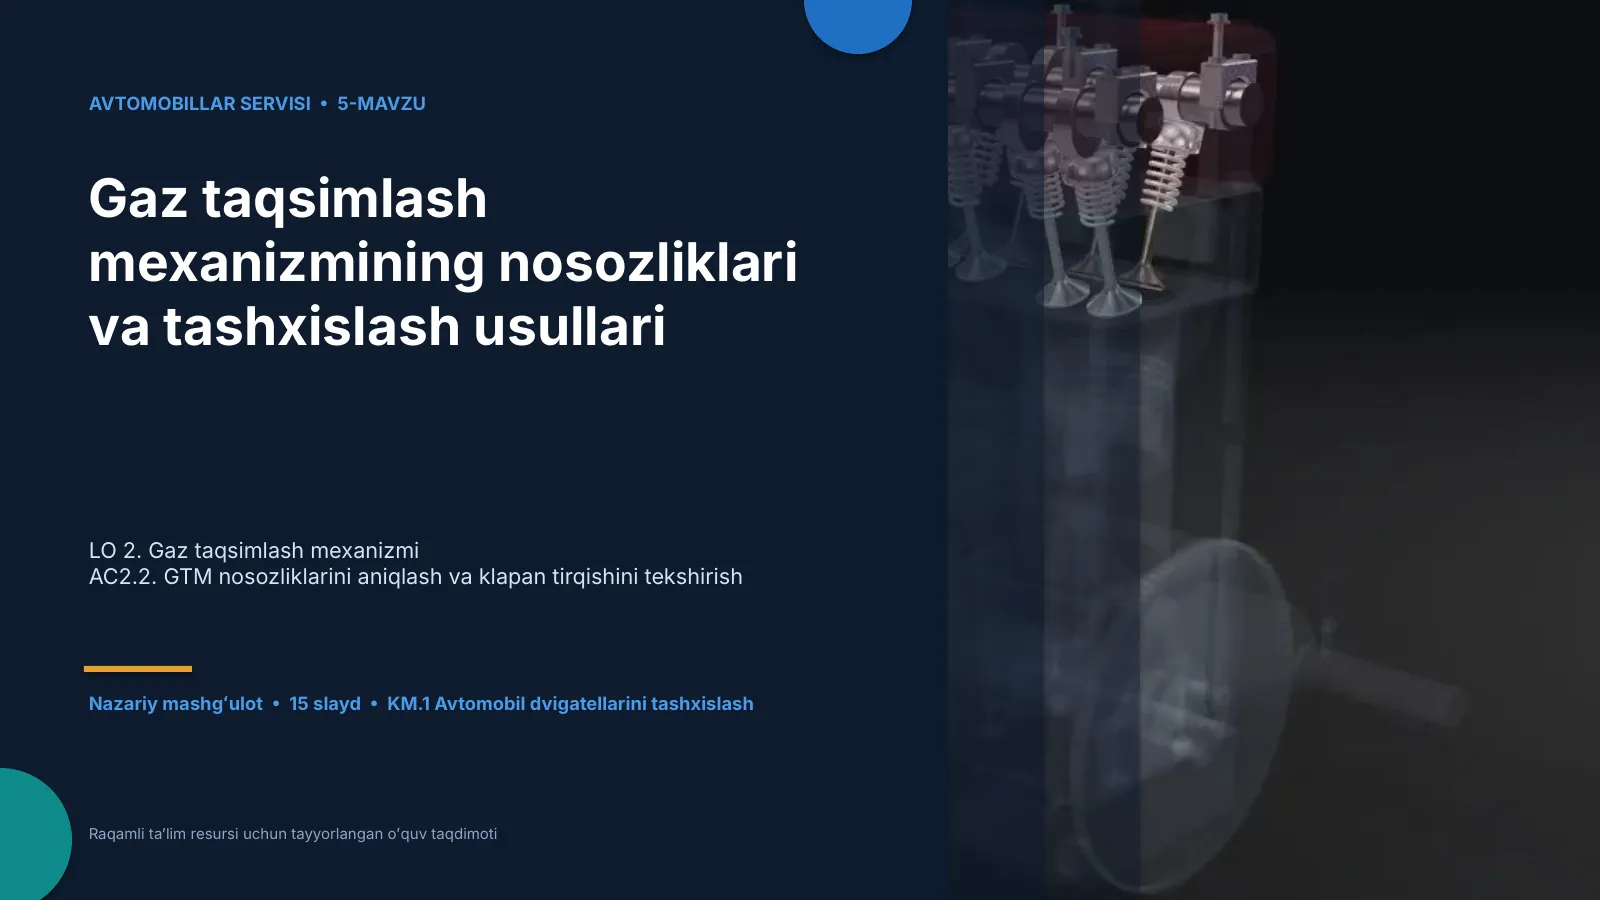 AVTOMOBILLAR SERVISI • 5-MAVZU
Gaz taqsimlash
mexanizmining nosozliklari
va tashxislash usullari
LO 2. Gaz taqsimlash mexanizmi
AC2.2. GTM nosozliklarini aniqlash va klapan tirqishini tekshirish
Nazariy mashgʻulot • 15 slayd • KM.1 Avtomobil dvigatellarini tashxislash
Raqamli taʼlim resursi uchun tayyorlangan oʻquv taqdimoti